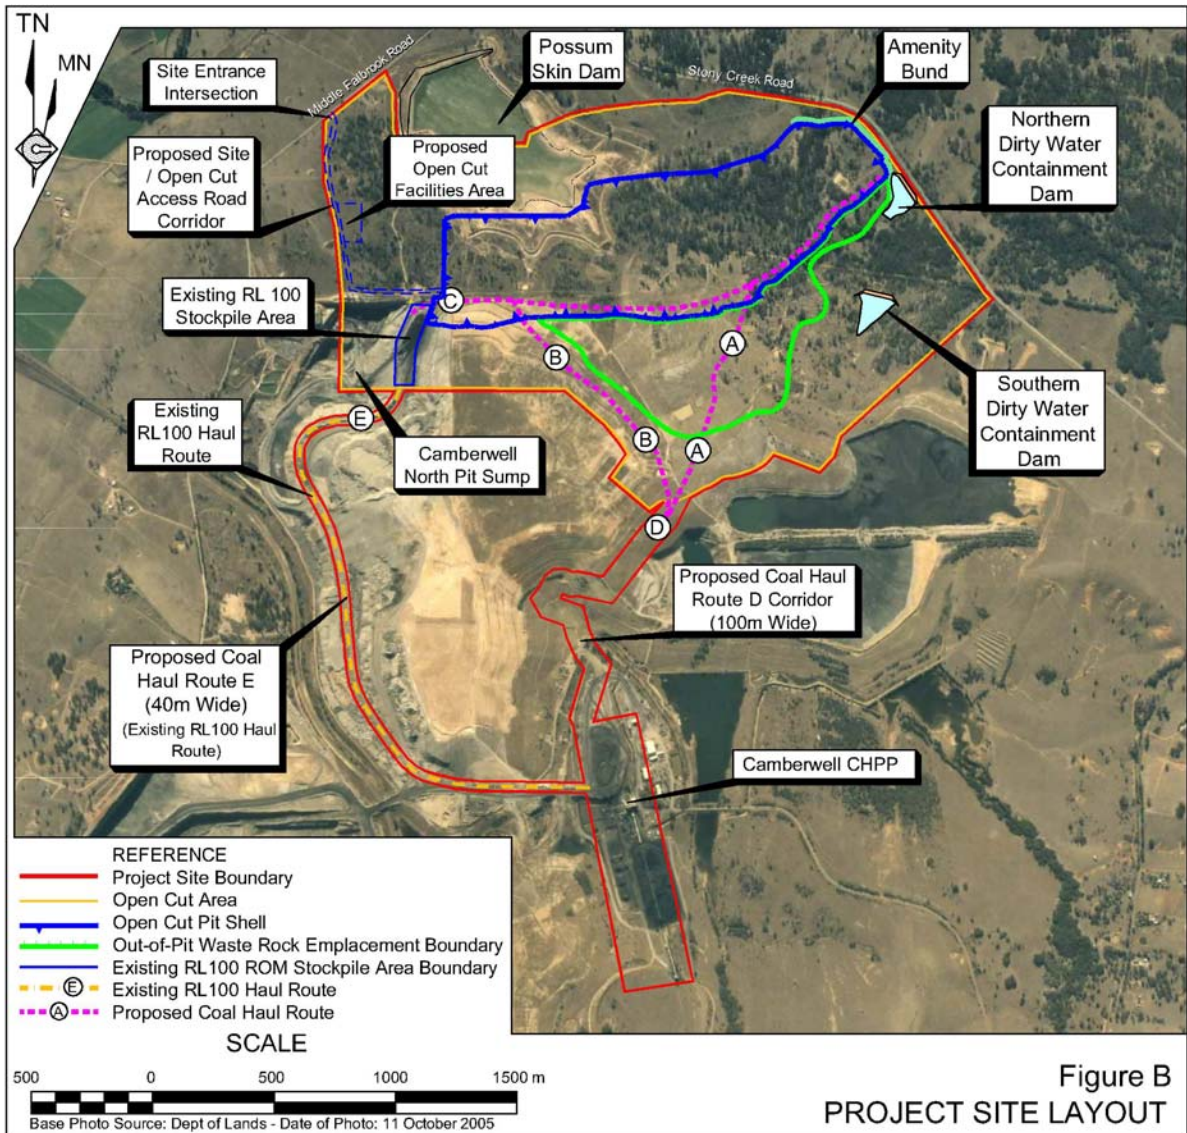 TN
MN
Site Entrance
Intersection
Middle Falbrook Road
Possum
Skin Dam
Stony Creek Road
Amenity
Bund
Northern
Dirty Water
Containment
Dam
Proposed Site
/ Open Cut
Access Road
Corridor
Proposed
Open Cut
Facilities Area
Existing RL 100
Stockpile Area
C
A
B
Existing
RL100 Haul
Route
E
Camberwell
North Pit Sump
B
A
Southern
Dirty Water
Containment
Dam
D
Proposed Coal Haul
Route D Corridor
(100m Wide)
Proposed Coal
Haul Route E
(40m Wide)
(Existing RL100 Haul
Route)
Camberwell CHPP
REFERENCE
Project Site Boundary
Open Cut Area
Open Cut Pit Shell
Out-of-Pit Waste Rock Emplacement Boundary
Existing RL100 ROM Stockpile Area Boundary
E Existing RL100 Haul Route
A Proposed Coal Haul Route
SCALE
500 0 500 1000 1500 m
Base Photo Source: Dept of Lands - Date of Photo: 11 October 2005
Figure B
PROJECT SITE LAYOUT